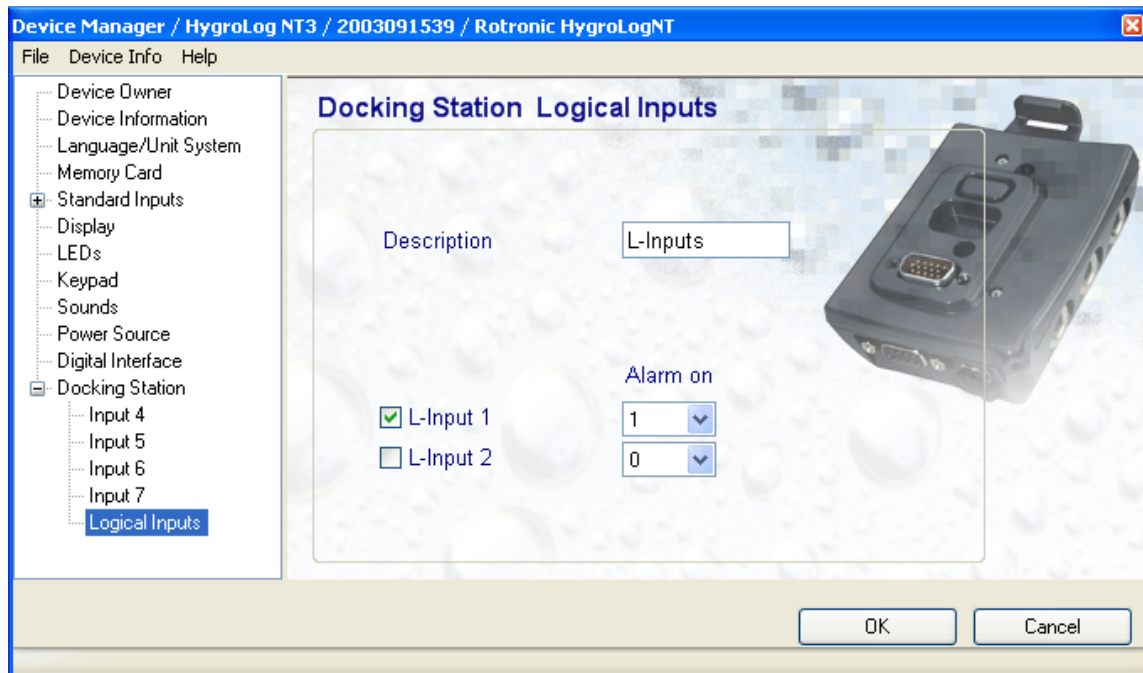 Device Manager / HygroLog NT3 / 2003091539 / Rotronic HygroLogNT
File Device Info Help
Device Owner
Device Information
Language/Unit System
Memory Card
Standard Inputs
Display
LEDs
Keypad
Sounds
Power Source
Digital Interface
Docking Station
Input 4
Input 5
Input 6
Input 7
Logical Inputs
Docking Station Logical Inputs
Description L-Inputs
Alarm on
L-Input 1 1
L-Input 2 0
OK Cancel